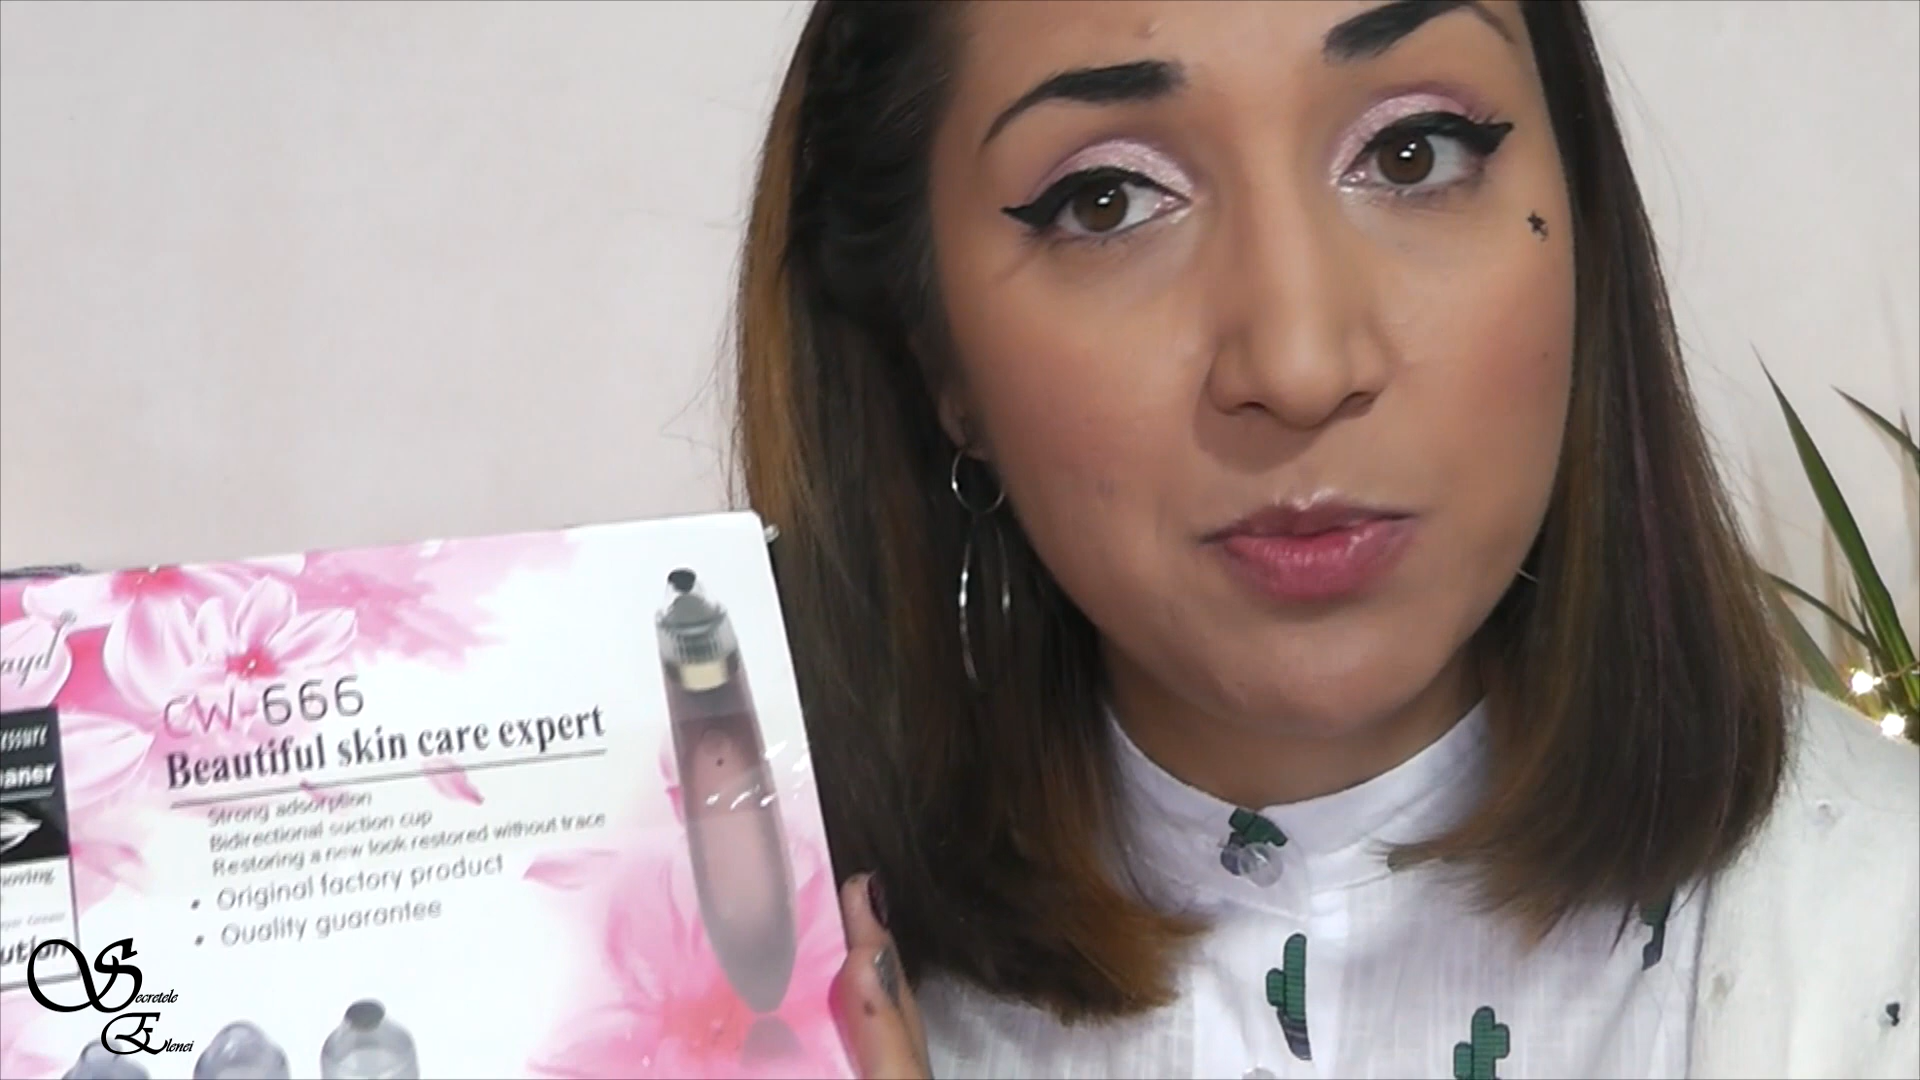 ayd
CW-666
Beautiful skin care expert
Strong adsorption
Bidirectional suction cup
Restoring a new look restored without trace
• Original factory product
• Quality guarantee
Secretele
Elenei